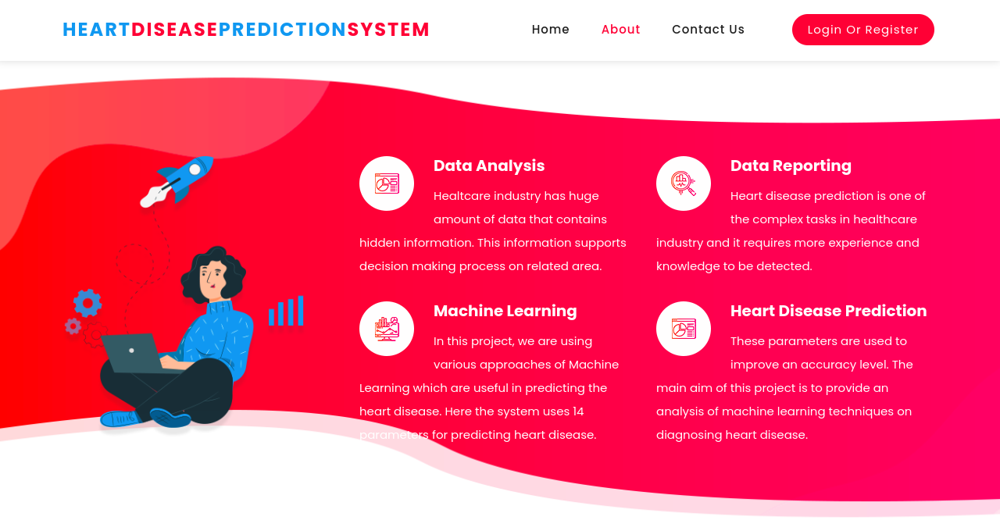 HEARTDISEASEPREDICTIONSYSTEM
Home
About
Contact Us
Login Or Register
Data Analysis
Healtcare industry has huge
amount of data that contains
hidden information. This information supports
decision making process on related area.
Data Reporting
Heart disease prediction is one of
the complex tasks in healthcare
industry and it requires more experience and
knowledge to be detected.
Machine Learning
In this project, we are using
various approaches of Machine
Learning which are useful in predicting the
heart disease. Here the system uses 14
parameters for predicting heart disease.
Heart Disease Prediction
These parameters are used to
improve an accuracy level. The
main aim of this project is to provide an
analysis of machine learning techniques on
diagnosing heart disease.